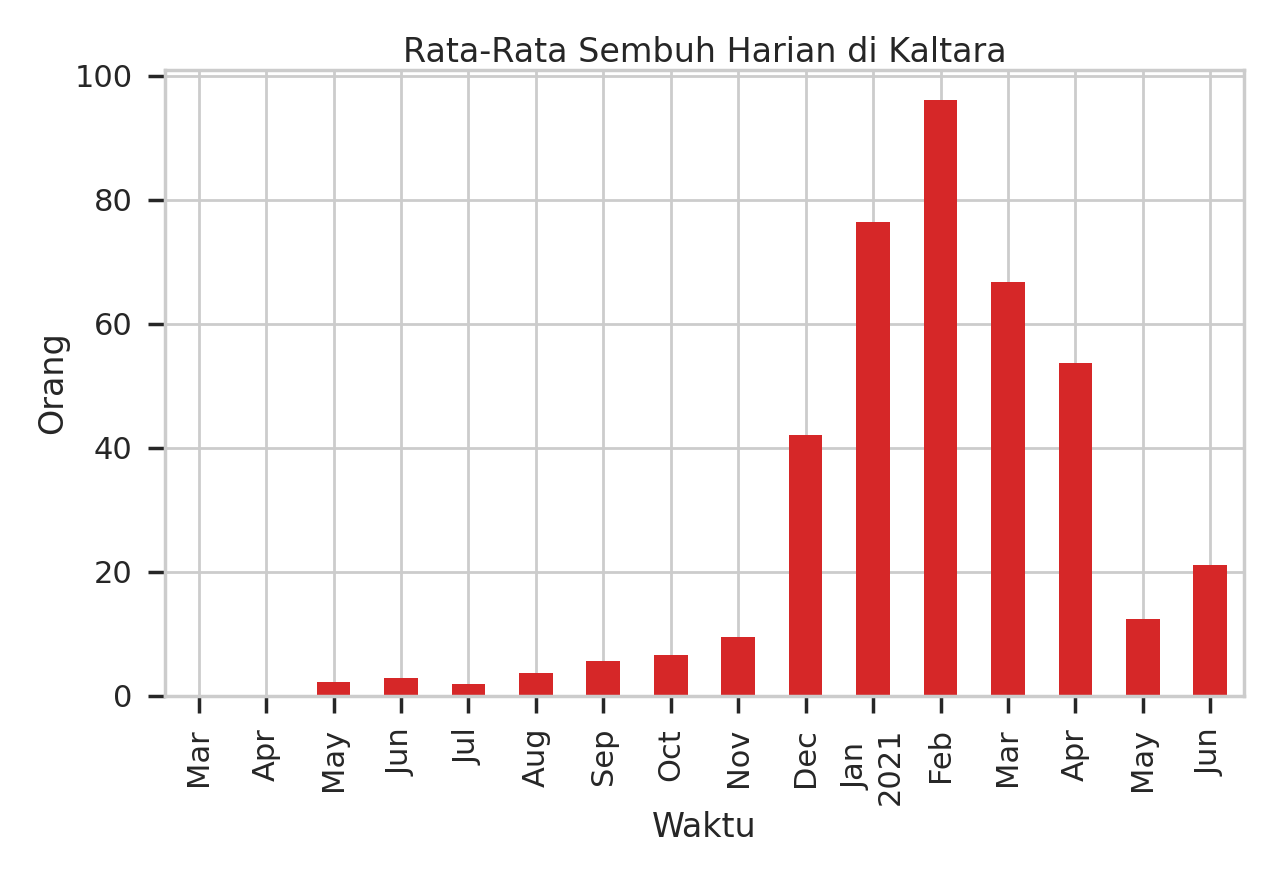 Rata-Rata Sembuh Harian di Kaltara
100
80
60
40
20
0
Orang
Mar
Apr
May
Jun
Jul
Aug
Sep
Oct
Nov
Dec
Jan
2021
Feb
Mar
Apr
May
Jun
Waktu